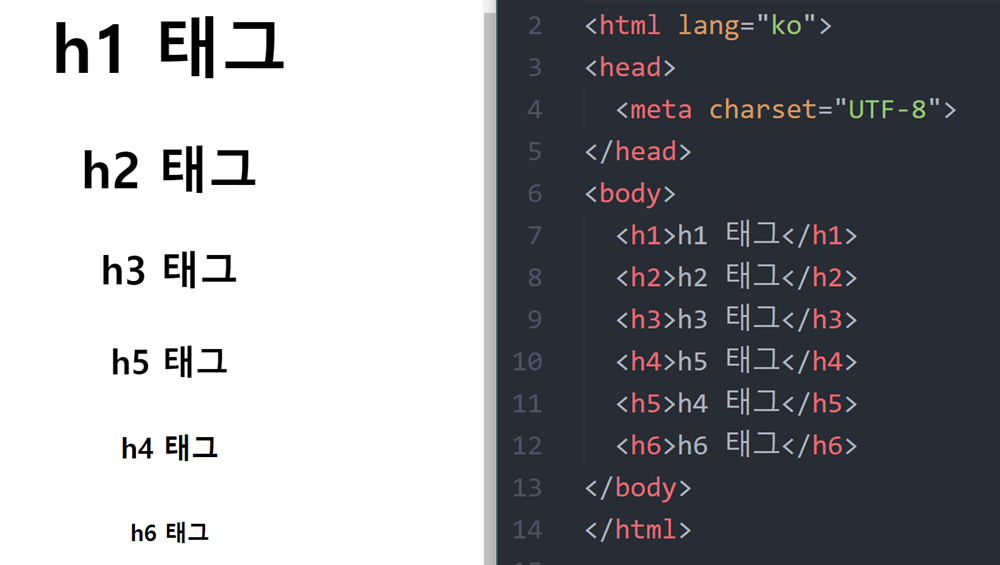 h1 태그
h2 태그
h3 태그
h5 태그
h4 태그
h6 태그
2 <html lang="ko">
3 <head>
4 <meta charset="UTF-8">
5 </head>
6 <body>
7 <h1>h1 태그</h1>
8 <h2>h2 태그</h2>
9 <h3>h3 태그</h3>
10 <h4>h5 태그</h4>
11 <h5>h4 태그</h5>
12 <h6>h6 태그</h6>
13 </body>
14 </html>